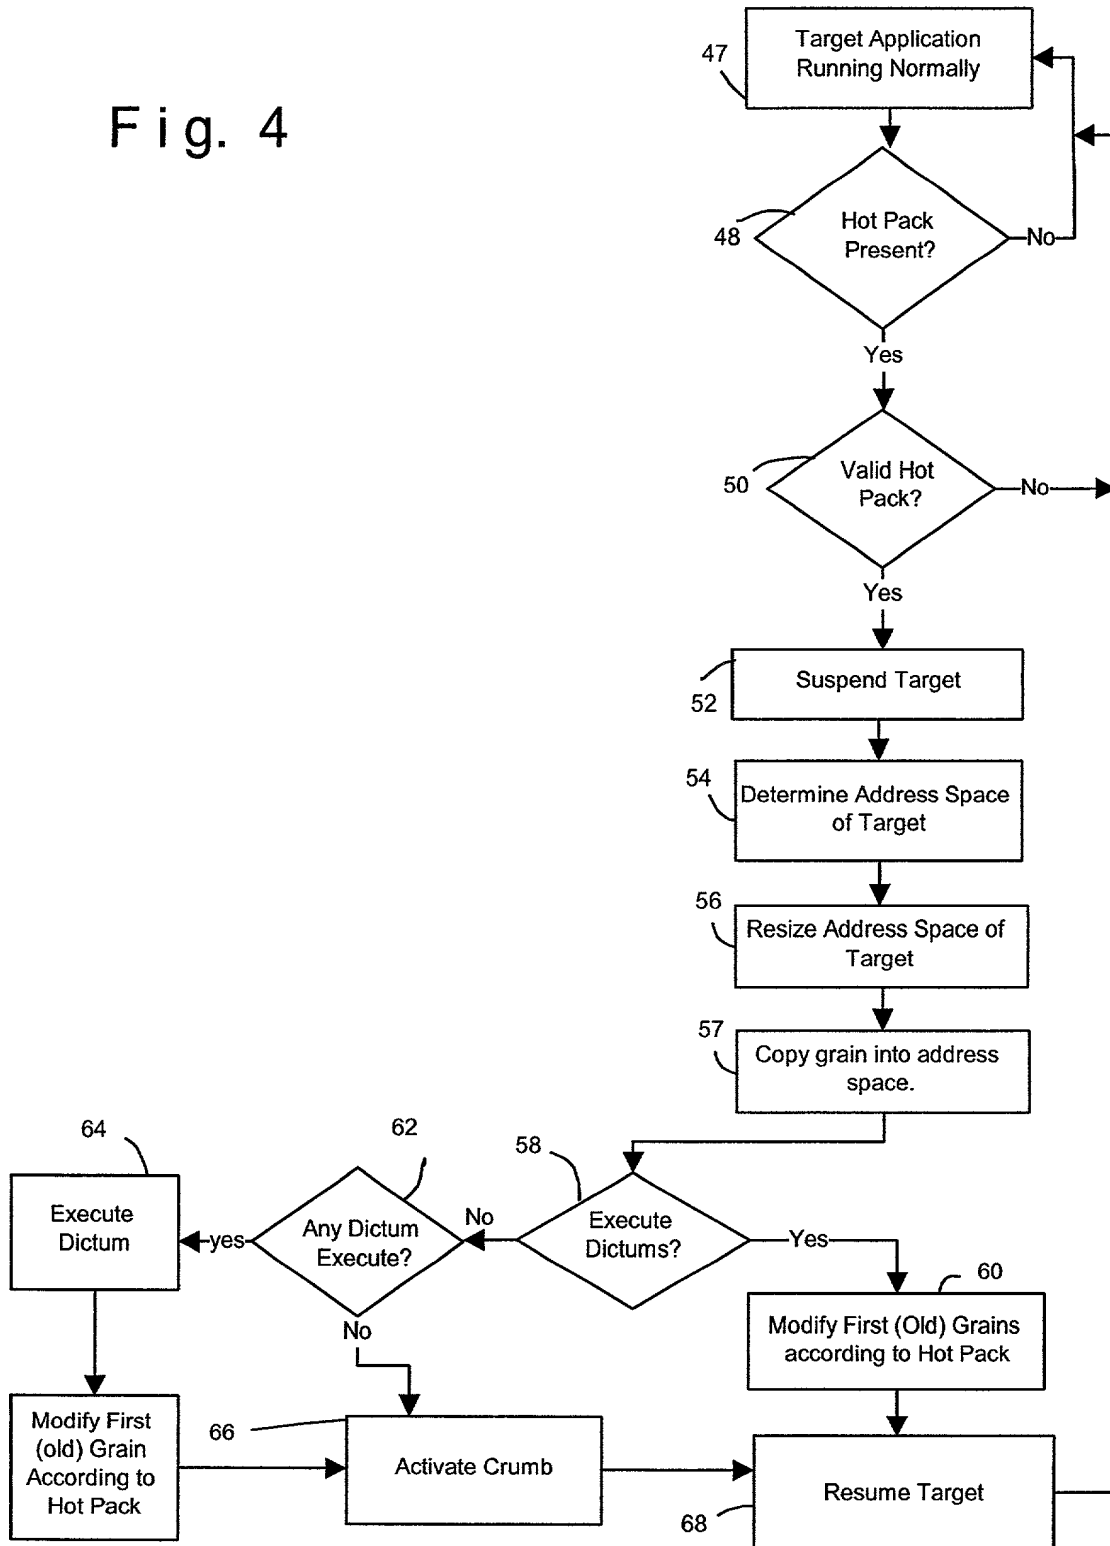 Fig. 4
Target Application
Running Normally
47
Hot Pack
Present?
48
No
Yes
Valid Hot
Pack?
50
No
Yes
Suspend Target
52
54
Determine Address Space
of Target
56
Resize Address Space of
Target
57
Copy grain into address
space.
64
62
58
Execute
Dictum
yes
Any Dictum
Execute?
No
Execute
Dictums?
Yes
No
60
Modify First (Old) Grains
according to Hot Pack
Modify First
(old) Grain
According to
Hot Pack
66
Activate Crumb
Resume Target
68